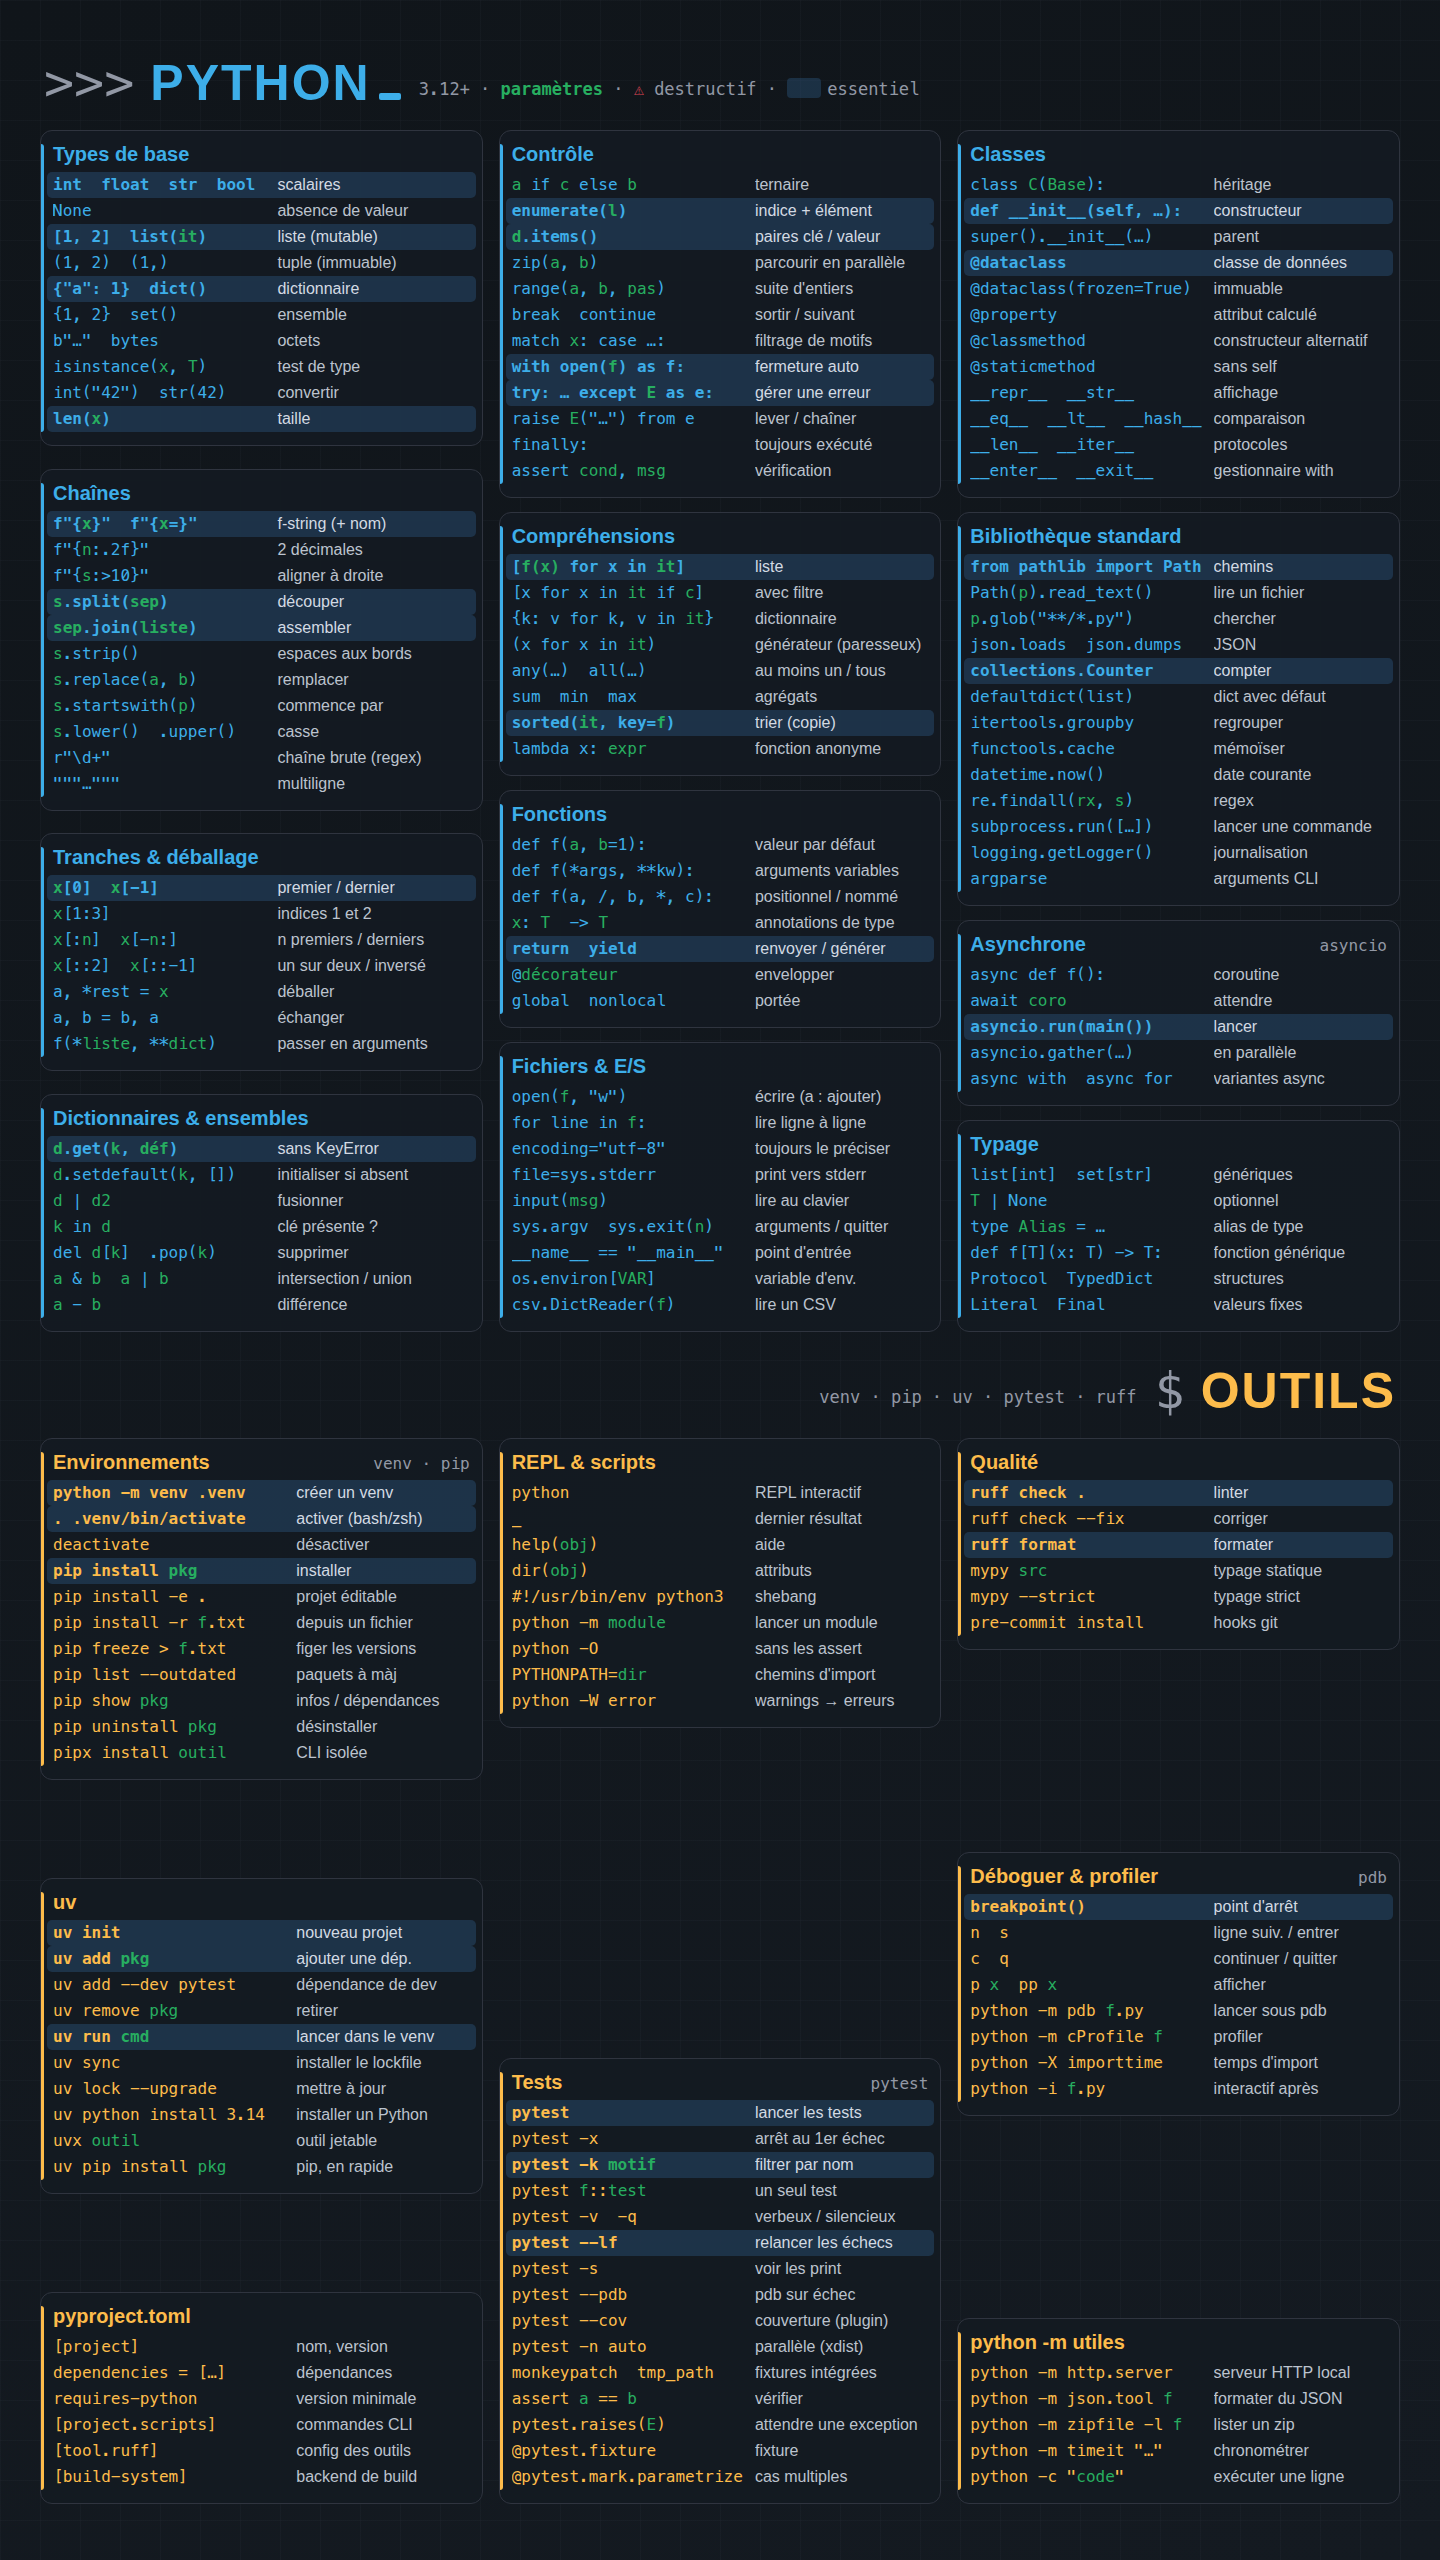 >>> PYTHON_ 3.12+ · paramètres · ⚠ destructif · essentiel
Types de base
int  float  str  bool  scalaires
None  absence de valeur
[1, 2]  list(it)  liste (mutable)
(1, 2)  (1,)  tuple (immuable)
{"a": 1}  dict()  dictionnaire
{1, 2}  set()  ensemble
b"…"  bytes  octets
isinstance(x, T)  test de type
int("42")  str(42)  convertir
len(x)  taille
Chaînes
f"{x}"  f"{x=}"  f-string (+ nom)
f"{n:.2f}"  2 décimales
f"{s:>10}"  aligner à droite
s.split(sep)  découper
sep.join(liste)  assembler
s.strip()  espaces aux bords
s.replace(a, b)  remplacer
s.startswith(p)  commence par
s.lower()  .upper()  casse
r"\d+"  chaîne brute (regex)
"""…"""  multiligne
Tranches & déballage
x[0]  x[-1]  premier / dernier
x[1:3]  indices 1 et 2
x[:n]  x[-n:]  n premiers / derniers
x[::2]  x[::-1]  un sur deux / inversé
a, *rest = x  déballer
a, b = b, a  échanger
f(*liste, **dict)  passer en arguments
Dictionnaires & ensembles
d.get(k, déf)  sans KeyError
d.setdefault(k, [])  initialiser si absent
d | d2  fusionner
k in d  clé présente ?
del d[k]  .pop(k)  supprimer
a & b  a | b  intersection / union
a - b  différence
Contrôle
a if c else b  ternaire
enumerate(l)  indice + élément
d.items()  paires clé / valeur
zip(a, b)  parcourir en parallèle
range(a, b, pas)  suite d'entiers
break  continue  sortir / suivant
match x: case …:  filtrage de motifs
with open(f) as f:  fermeture auto
try: … except E as e:  gérer une erreur
raise E("…") from e  lever / chaîner
finally:  toujours exécuté
assert cond, msg  vérification
Compréhensions
[f(x) for x in it]  liste
[x for x in it if c]  avec filtre
{k: v for k, v in it}  dictionnaire
(x for x in it)  générateur (paresseux)
any(…)  all(…)  au moins un / tous
sum  min  max  agrégats
sorted(it, key=f)  trier (copie)
lambda x: expr  fonction anonyme
Fonctions
def f(a, b=1):  valeur par défaut
def f(*args, **kw):  arguments variables
def f(a, /, b, *, c):  positionnel / nommé
x: T  -> T  annotations de type
return  yield  renvoyer / générer
@décorateur  envelopper
global  nonlocal  portée
Fichiers & E/S
open(f, "w")  écrire (a : ajouter)
for line in f:  lire ligne à ligne
encoding="utf-8"  toujours le préciser
file=sys.stderr  print vers stderr
input(msg)  lire au clavier
sys.argv  sys.exit(n)  arguments / quitter
__name__ == "__main__"  point d'entrée
os.environ[VAR]  variable d'env.
csv.DictReader(f)  lire un CSV
Classes
class C(Base):  héritage
def __init__(self, …):  constructeur
super().__init__(…)  parent
@dataclass  classe de données
@dataclass(frozen=True)  immuable
@property  attribut calculé
@classmethod  constructeur alternatif
@staticmethod  sans self
__repr__  __str__  affichage
__eq__  __lt__  __hash__  comparaison
__len__  __iter__  protocoles
__enter__  __exit__  gestionnaire with
Bibliothèque standard
from pathlib import Path  chemins
Path(p).read_text()  lire un fichier
p.glob("**/*.py")  chercher
json.loads  json.dumps  JSON
collections.Counter  compter
defaultdict(list)  dict avec défaut
itertools.groupby  regrouper
functools.cache  mémoïser
datetime.now()  date courante
re.findall(rx, s)  regex
subprocess.run([…])  lancer une commande
logging.getLogger()  journalisation
argparse  arguments CLI
Asynchrone  asyncio
async def f():  coroutine
await coro  attendre
asyncio.run(main())  lancer
asyncio.gather(…)  en parallèle
async with  async for  variantes async
Typage
list[int]  set[str]  génériques
T | None  optionnel
type Alias = …  alias de type
def f[T](x: T) -> T:  fonction générique
Protocol  TypedDict  structures
Literal  Final  valeurs fixes
venv · pip · uv · pytest · ruff  $ OUTILS
Environnements  venv · pip
python -m venv .venv  créer un venv
. .venv/bin/activate  activer (bash/zsh)
deactivate  désactiver
pip install pkg  installer
pip install -e .  projet éditable
pip install -r f.txt  depuis un fichier
pip freeze > f.txt  figer les versions
pip list --outdated  paquets à màj
pip show pkg  infos / dépendances
pip uninstall pkg  désinstaller
pipx install outil  CLI isolée
uv
uv init  nouveau projet
uv add pkg  ajouter une dép.
uv add --dev pytest  dépendance de dev
uv remove pkg  retirer
uv run cmd  lancer dans le venv
uv sync  installer le lockfile
uv lock --upgrade  mettre à jour
uv python install 3.14  installer un Python
uvx outil  outil jetable
uv pip install pkg  pip, en rapide
pyproject.toml
[project]  nom, version
dependencies = […]  dépendances
requires-python  version minimale
[project.scripts]  commandes CLI
[tool.ruff]  config des outils
[build-system]  backend de build
REPL & scripts
python  REPL interactif
_  dernier résultat
help(obj)  aide
dir(obj)  attributs
#!/usr/bin/env python3  shebang
python -m module  lancer un module
python -O  sans les assert
PYTHONPATH=dir  chemins d'import
python -W error  warnings → erreurs
Tests  pytest
pytest  lancer les tests
pytest -x  arrêt au 1er échec
pytest -k motif  filtrer par nom
pytest f::test  un seul test
pytest -v  -q  verbeux / silencieux
pytest --lf  relancer les échecs
pytest -s  voir les print
pytest --pdb  pdb sur échec
pytest --cov  couverture (plugin)
pytest -n auto  parallèle (xdist)
monkeypatch  tmp_path  fixtures intégrées
assert a == b  vérifier
pytest.raises(E)  attendre une exception
@pytest.fixture  fixture
@pytest.mark.parametrize  cas multiples
Qualité
ruff check .  linter
ruff check --fix  corriger
ruff format  formater
mypy src  typage statique
mypy --strict  typage strict
pre-commit install  hooks git
Déboguer & profiler  pdb
breakpoint()  point d'arrêt
n  s  ligne suiv. / entrer
c  q  continuer / quitter
p x  pp x  afficher
python -m pdb f.py  lancer sous pdb
python -m cProfile f  profiler
python -X importtime  temps d'import
python -i f.py  interactif après
python -m utiles
python -m http.server  serveur HTTP local
python -m json.tool f  formater du JSON
python -m zipfile -l f  lister un zip
python -m timeit "…"  chronométrer
python -c "code"  exécuter une ligne